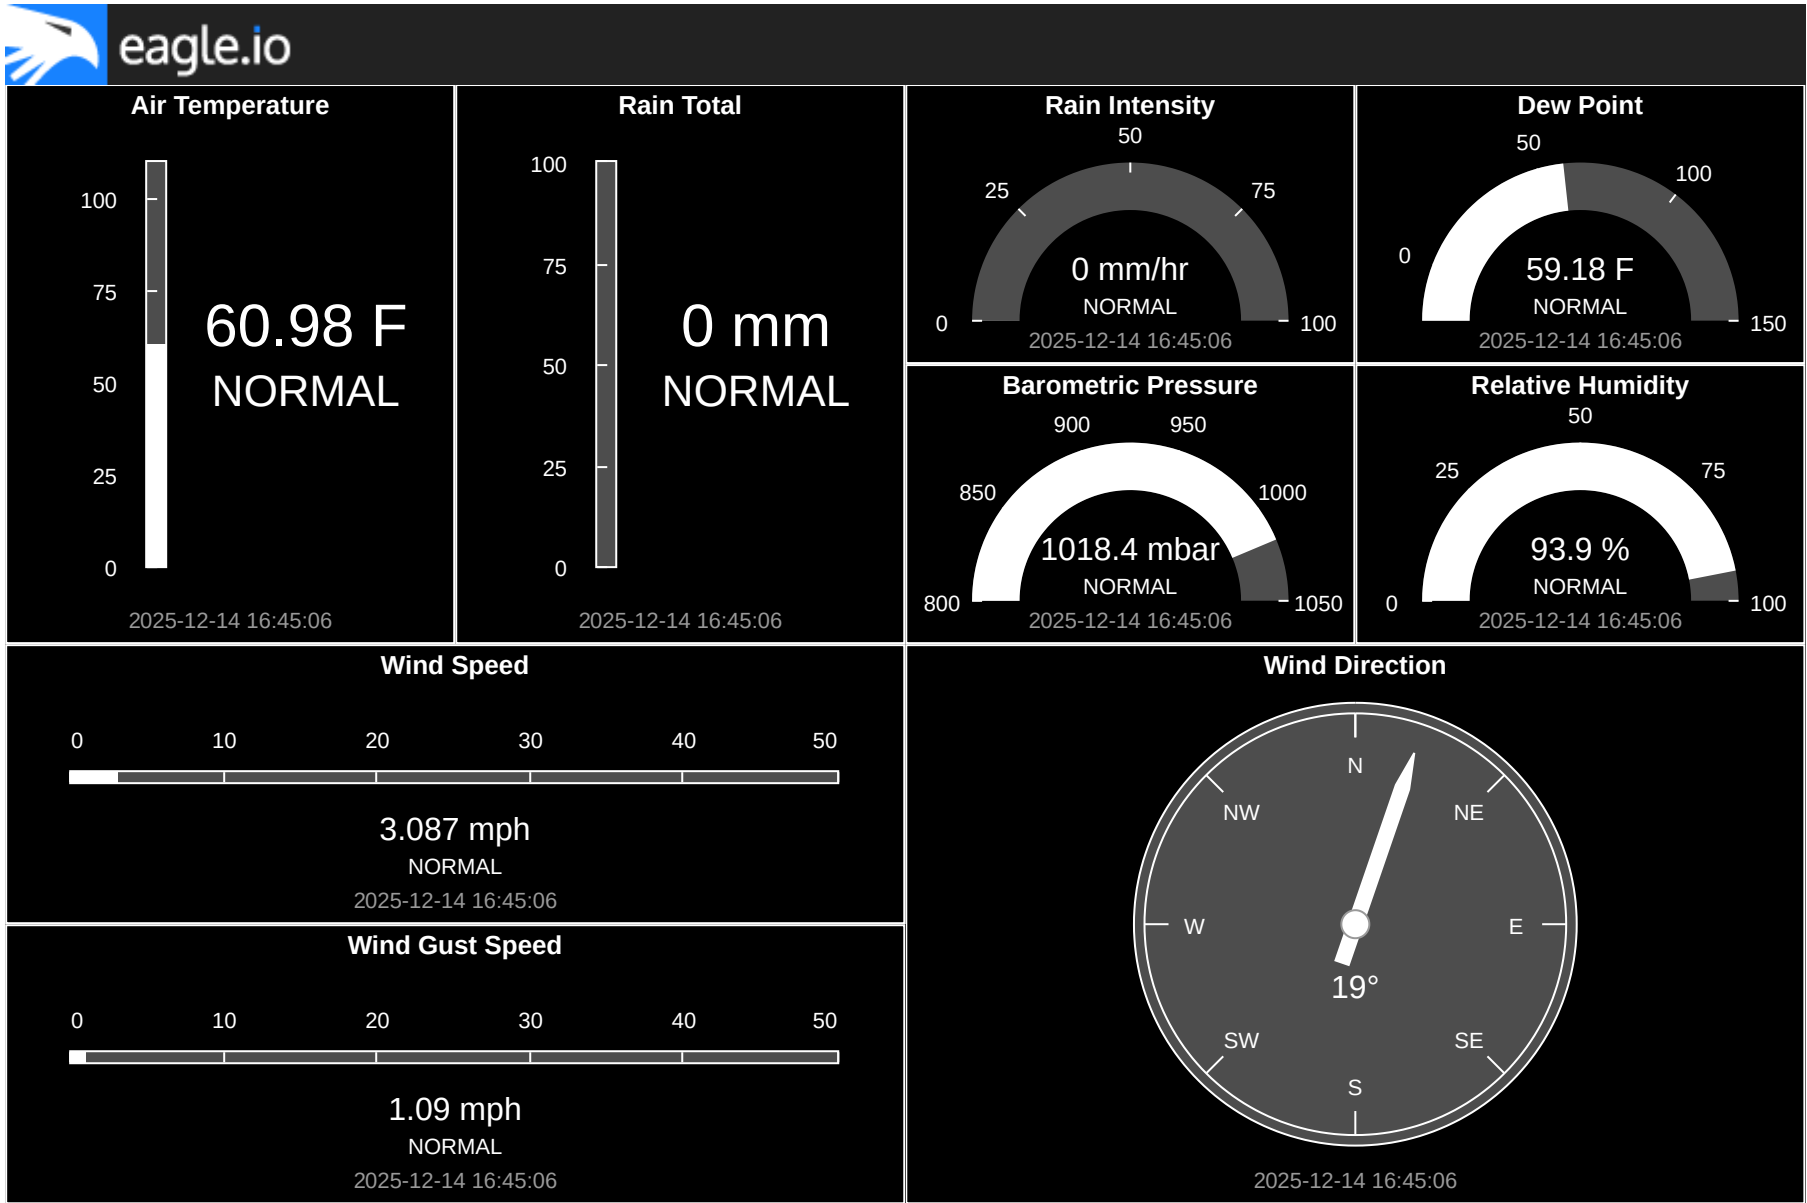 eagle.io
Air Temperature
100
75
50
25
0
60.98 F
NORMAL
2025-12-14 16:45:06
Rain Total
100
75
50
25
0
0 mm
NORMAL
2025-12-14 16:45:06
Rain Intensity
50
25
75
0
100
0 mm/hr
NORMAL
2025-12-14 16:45:06
Dew Point
50
100
0
150
59.18 F
NORMAL
2025-12-14 16:45:06
Barometric Pressure
900
950
850
1000
800
1050
1018.4 mbar
NORMAL
2025-12-14 16:45:06
Relative Humidity
50
25
75
0
100
93.9 %
NORMAL
2025-12-14 16:45:06
Wind Speed
0 10 20 30 40 50
3.087 mph
NORMAL
2025-12-14 16:45:06
Wind Gust Speed
0 10 20 30 40 50
1.09 mph
NORMAL
2025-12-14 16:45:06
Wind Direction
N
NW
NE
W
E
19°
SW
SE
S
2025-12-14 16:45:06